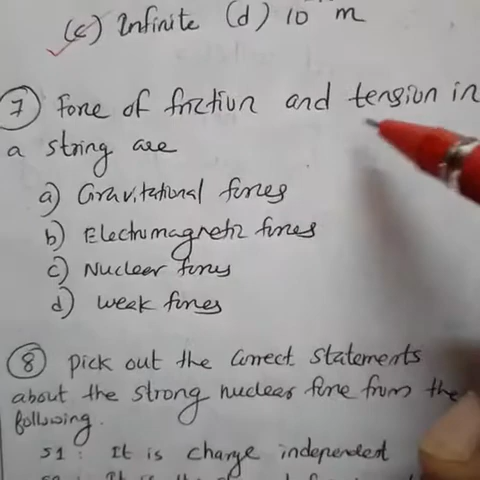 (c) Infinite (d) 10 m
7 Force of friction and tension in
a string are
a) Gravitational forces
b) Electromagnetic forces
c) Nuclear forces
d) weak forces
8 pick out the correct statements
about the strong nuclear force from the
following.
S1: It is charge independent